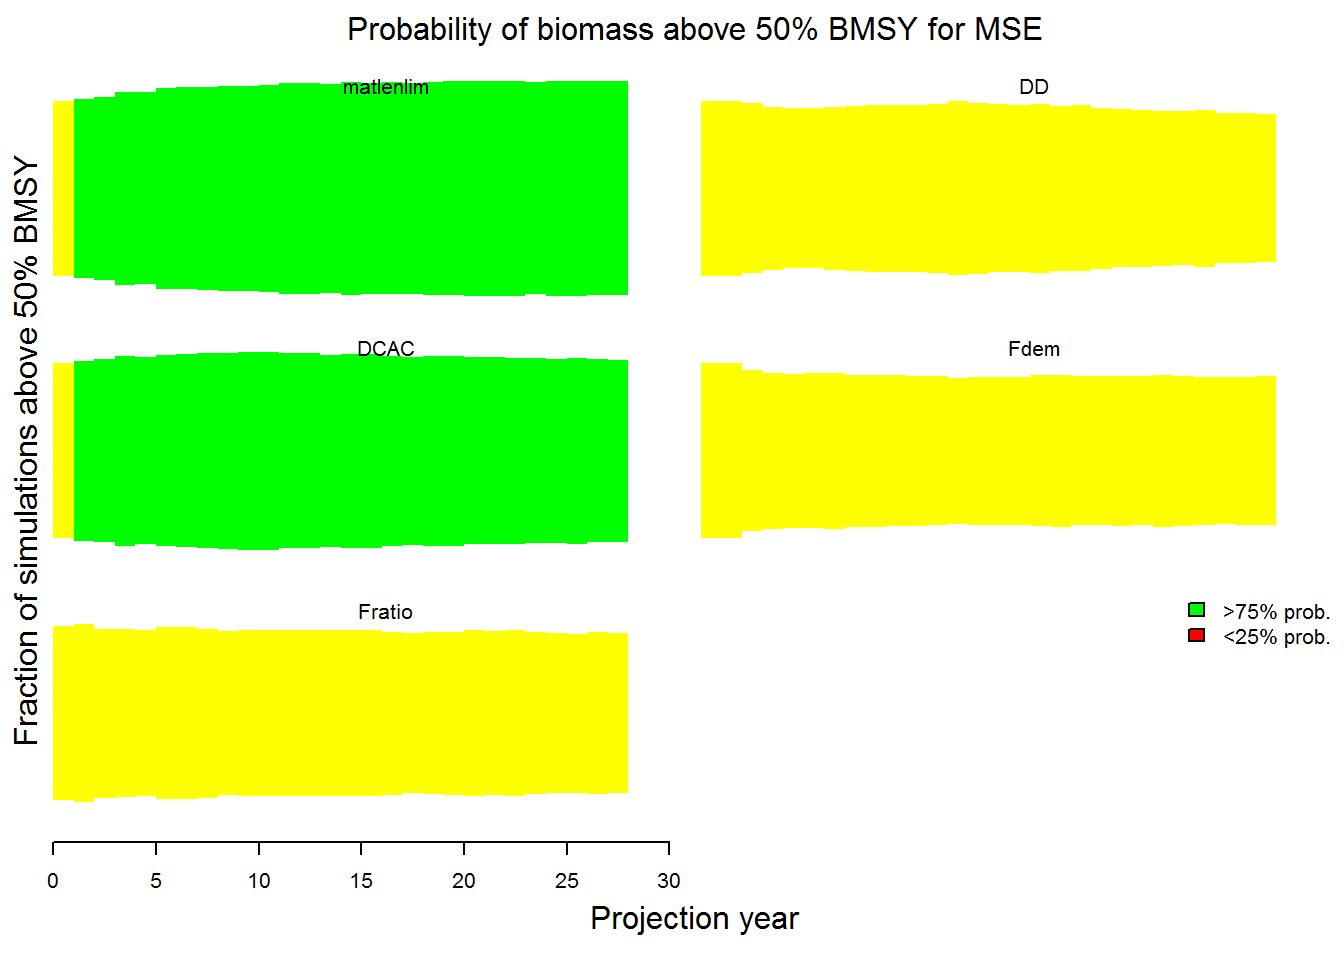 Probability of biomass above 50% BMSY for MSE
matlenlim
DD
DCAC
Fdem
Fratio
>75% prob.
<25% prob.
Fraction of simulations above 50% BMSY
0 5 10 15 20 25 30
Projection year